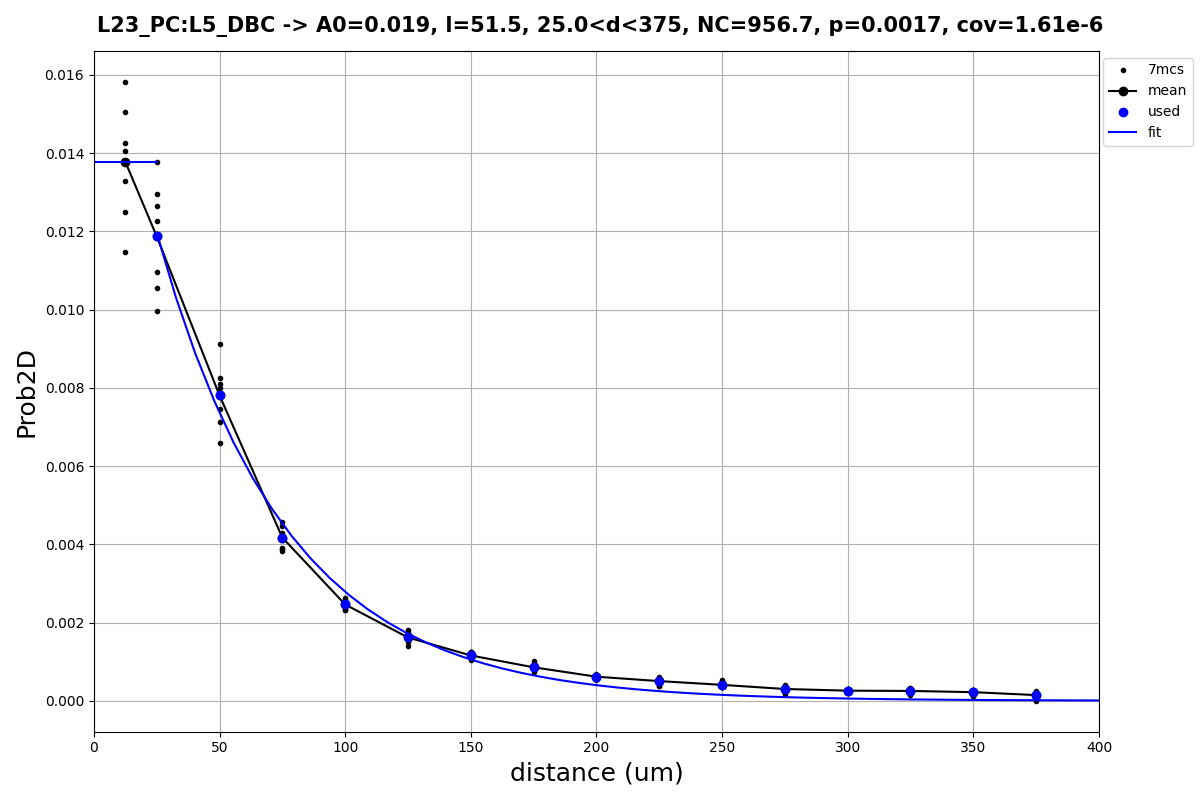 L23_PC:L5_DBC -> A0=0.019, l=51.5, 25.0<d<375, NC=956.7, p=0.0017, cov=1.61e-6
0.016
0.014
0.012
0.010
0.008
0.006
0.004
0.002
0.000
Prob2D
0
50
100
150
200
250
300
350
400
distance (um)
7mcs
mean
used
fit